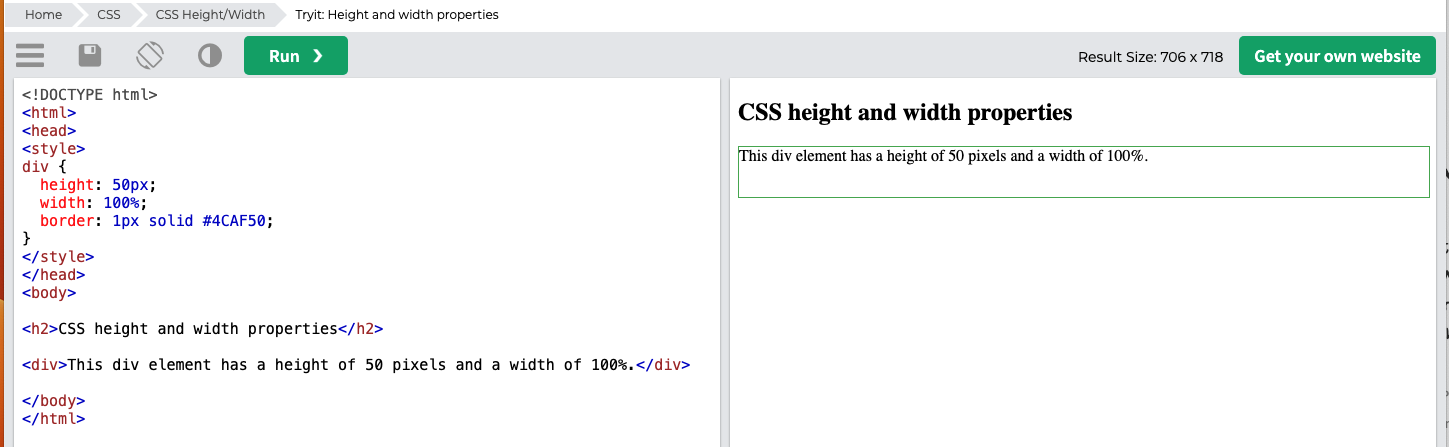 Home CSS CSS Height/Width Tryit: Height and width properties
Run ❯ Result Size: 706 x 718 Get your own website
<!DOCTYPE html>
<html>
<head>
<style>
div {
  height: 50px;
  width: 100%;
  border: 1px solid #4CAF50;
}
</style>
</head>
<body>

<h2>CSS height and width properties</h2>

<div>This div element has a height of 50 pixels and a width of 100%.</div>

</body>
</html>
CSS height and width properties
This div element has a height of 50 pixels and a width of 100%.